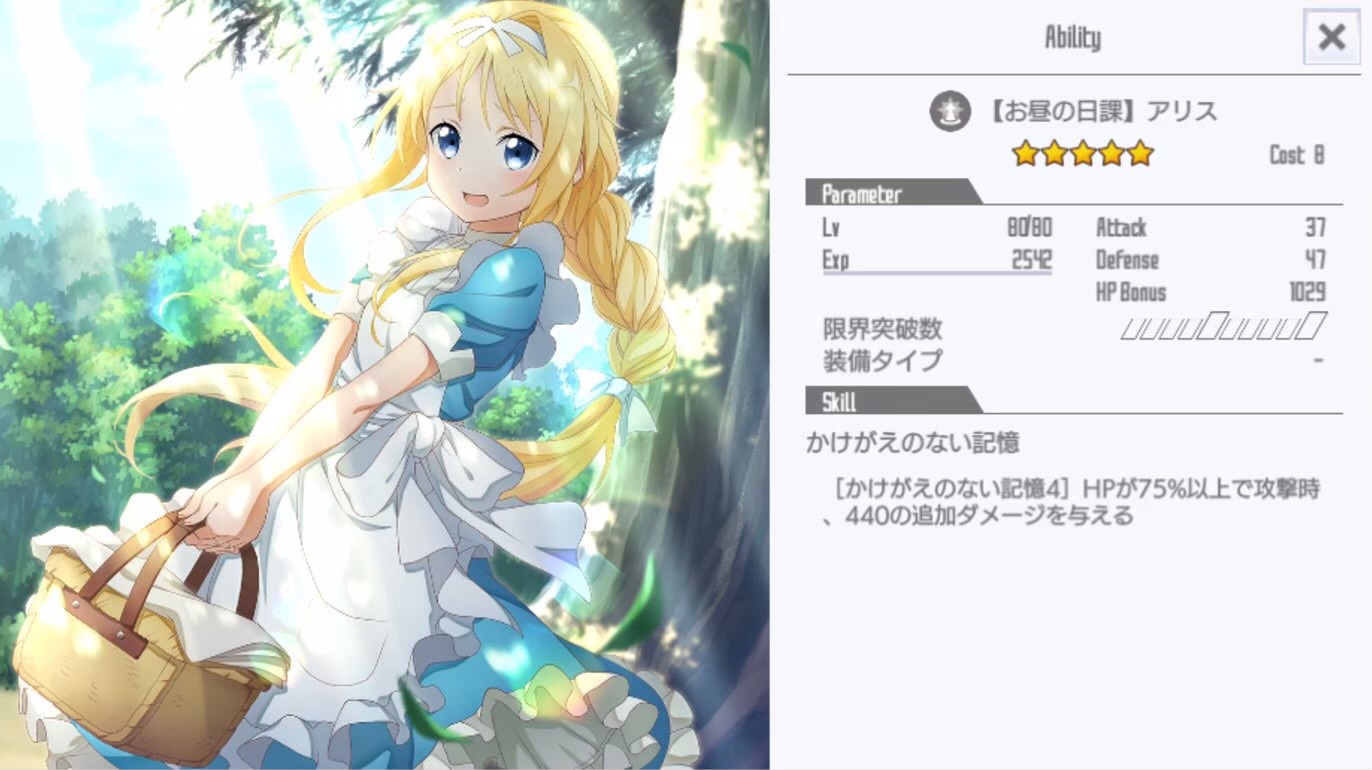 Ability
【お昼の日課】アリス
Cost 8
Parameter
Lv 80/80 Attack 37
Exp 2542 Defense 47
HP Bonus 1029
限界突破数
装備タイプ -
Skill
かけがえのない記憶
［かけがえのない記憶4］HPが75%以上で攻撃時
、440の追加ダメージを与える